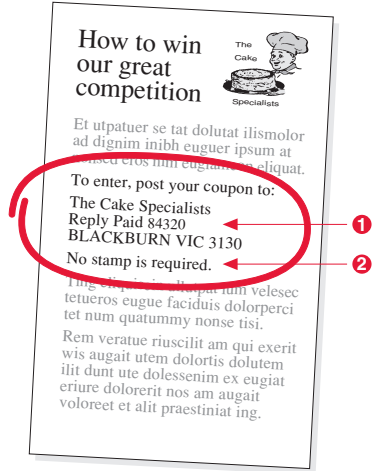 How to win
our great
competition
The
Cake
Specialists
Et utpatuer se tat dolutat ilismolor
ad dignim inibh euguer ipsum at
eros eliquat.
To enter, post your coupon to:
The Cake Specialists
Reply Paid 84320
BLACKBURN VIC 3130
No stamp is required.
1
2
velesec
tetueros eugue faciduis dolorperci
tet num quatummy nonse tisi.
Rem veratue riuscilit am qui exerit
wis augait utem dolortis dolutem
ilit dunt ute dolessenim ex eugiat
eriure dolorerit nos am augait
voloreet et alit praestiniat ing.